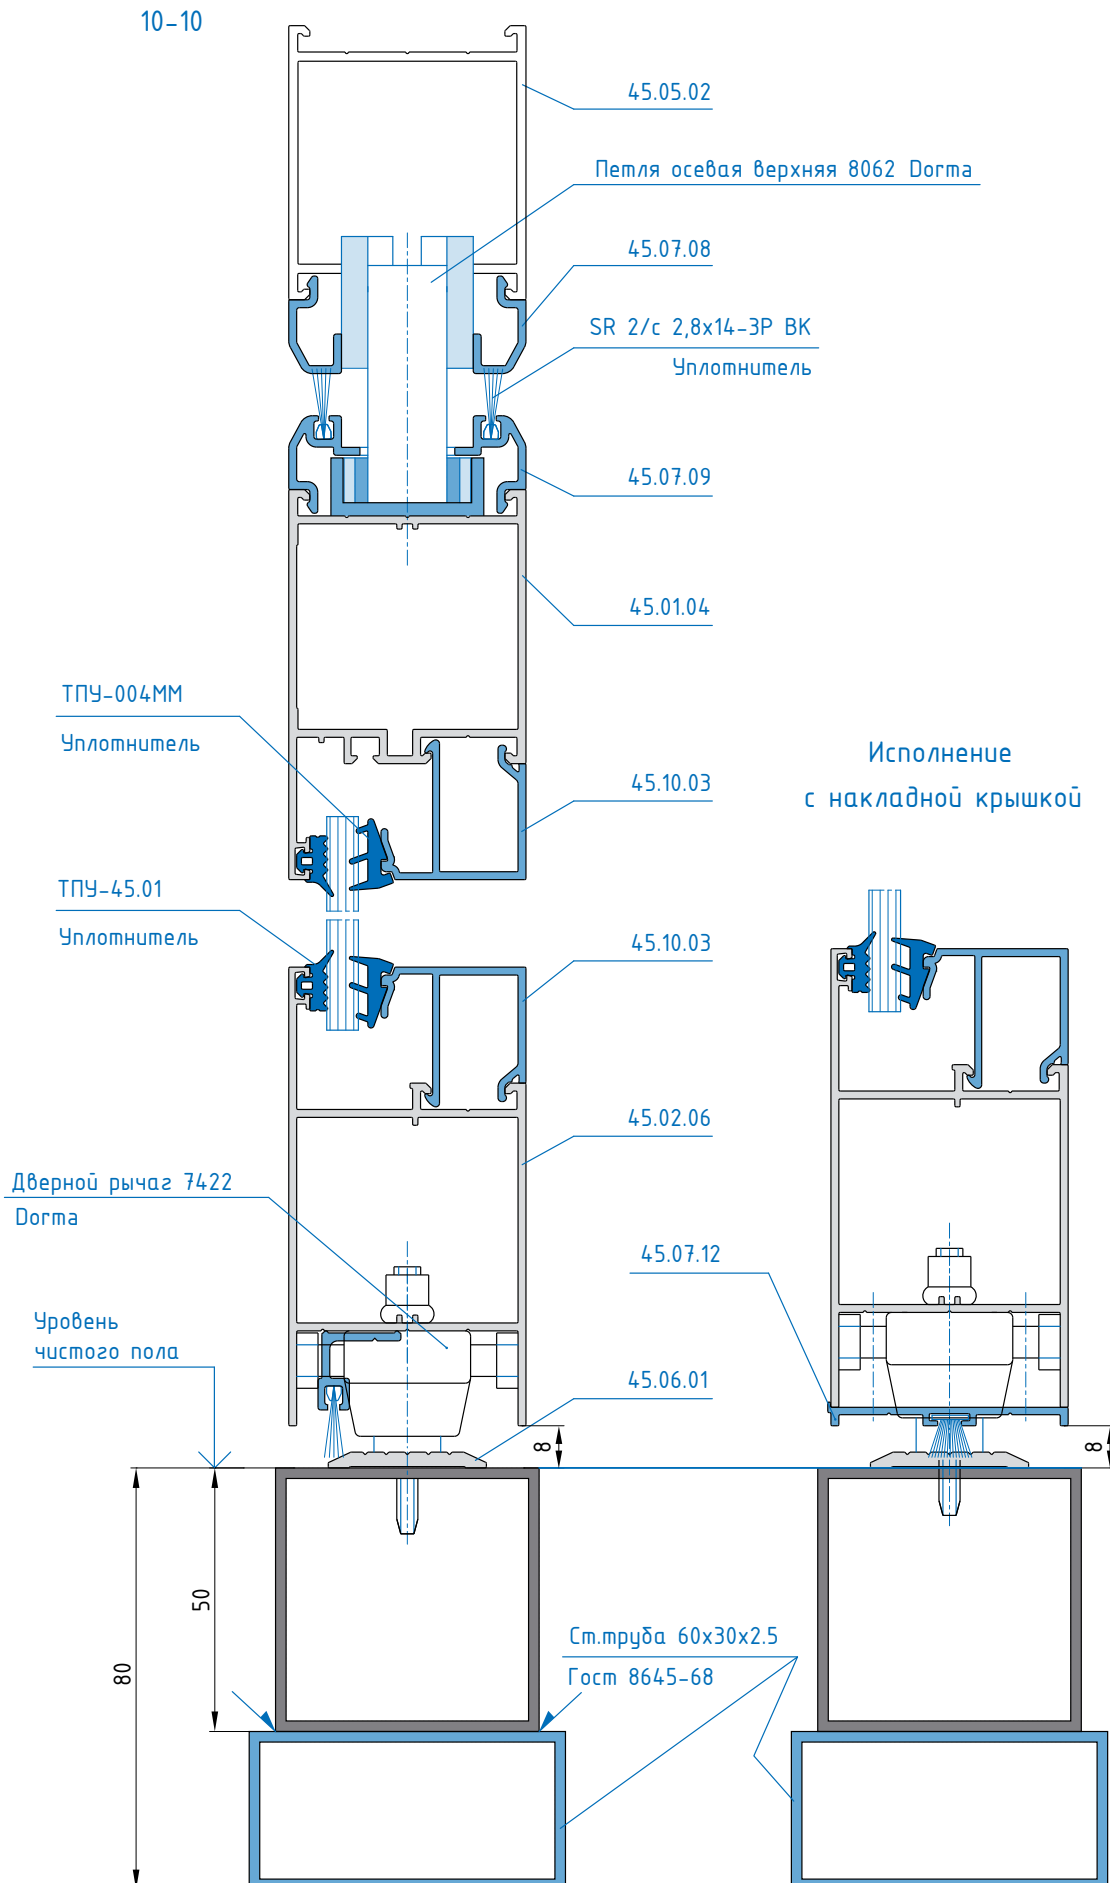 10-10
45.05.02
Петля осевая верхняя 8062 Dorma
45.07.08
SR 2/с 2,8х14-3Р ВК
Уплотнитель
45.07.09
45.01.04
ТПУ-004ММ
Уплотнитель
Исполнение
с накладной крышкой
45.10.03
ТПУ-45.01
Уплотнитель
45.10.03
45.02.06
Дверной рычаг 7422
Dorma
45.07.12
Уровень
чистого пола
45.06.01
8
8
50
80
Ст.труба 60х30х2.5
Гост 8645-68